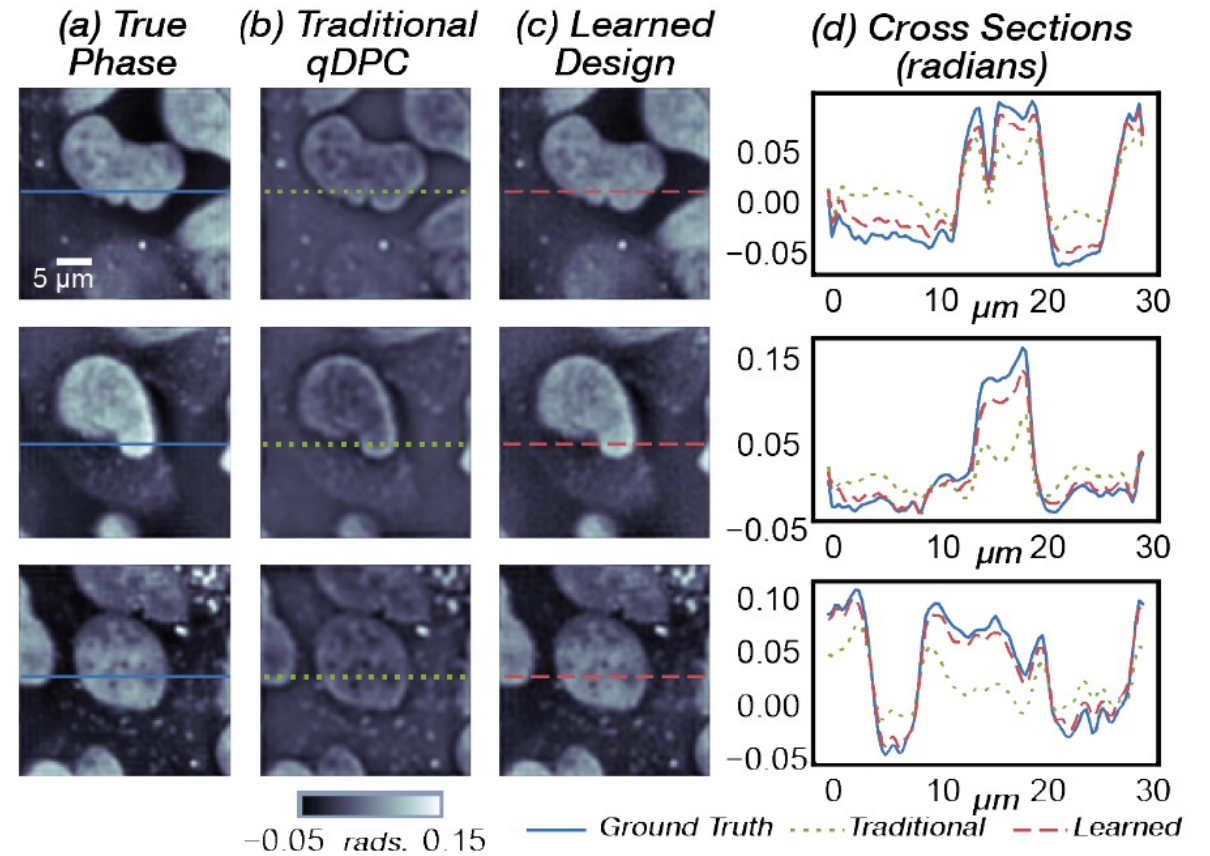 (a) True Phase
(b) Traditional qDPC
(c) Learned Design
(d) Cross Sections (radians)
5 µm
0.05
0.00
−0.05
0 10 µm 20 30
0.15
0.05
−0.05
0 10 µm 20 30
0.10
0.05
0.00
−0.05
0 10 µm 20 30
−0.05 rads. 0.15
Ground Truth Traditional Learned